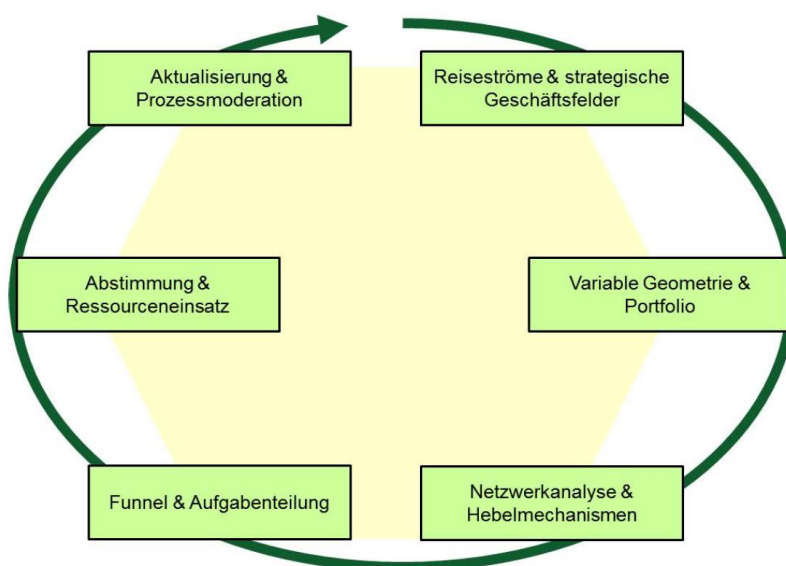 Aktualisierung &
Prozessmoderation
Reiseströme & strategische
Geschäftsfelder
Abstimmung &
Ressourceneinsatz
Variable Geometrie &
Portfolio
Funnel & Aufgabenteilung
Netzwerkanalyse &
Hebelmechanismen